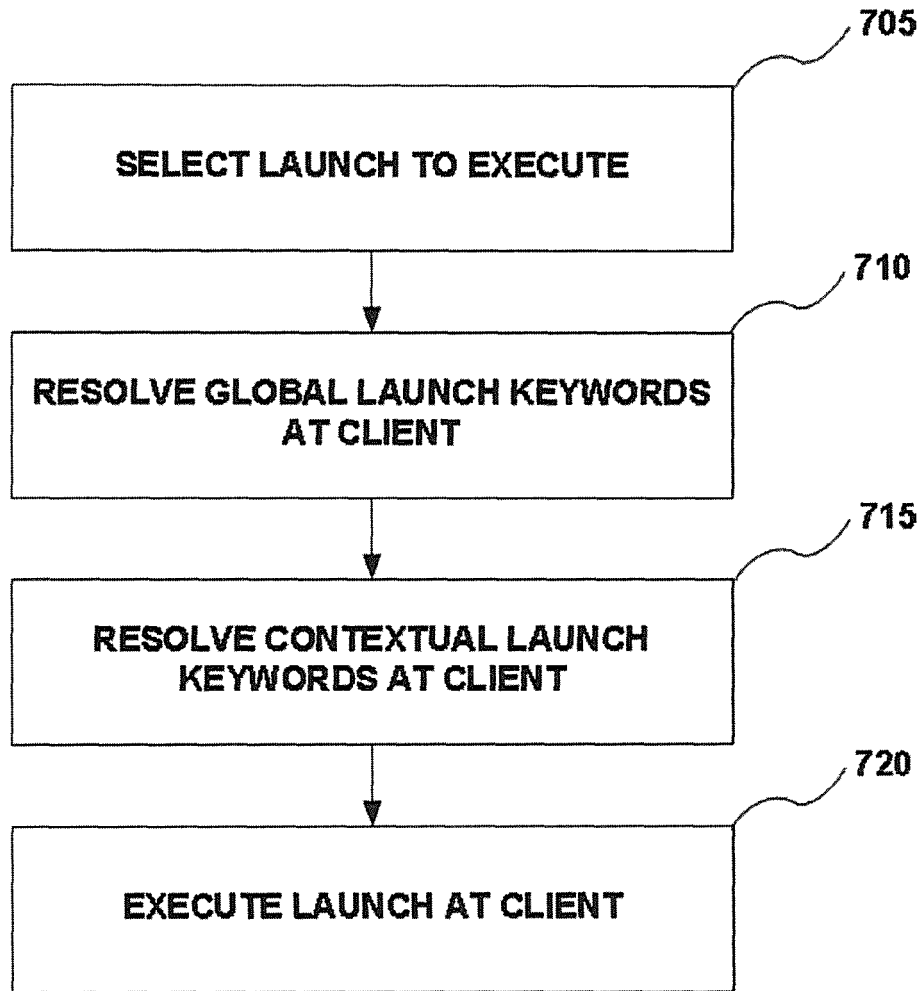 705
SELECT LAUNCH TO EXECUTE
710
RESOLVE GLOBAL LAUNCH KEYWORDS
AT CLIENT
715
RESOLVE CONTEXTUAL LAUNCH
KEYWORDS AT CLIENT
720
EXECUTE LAUNCH AT CLIENT